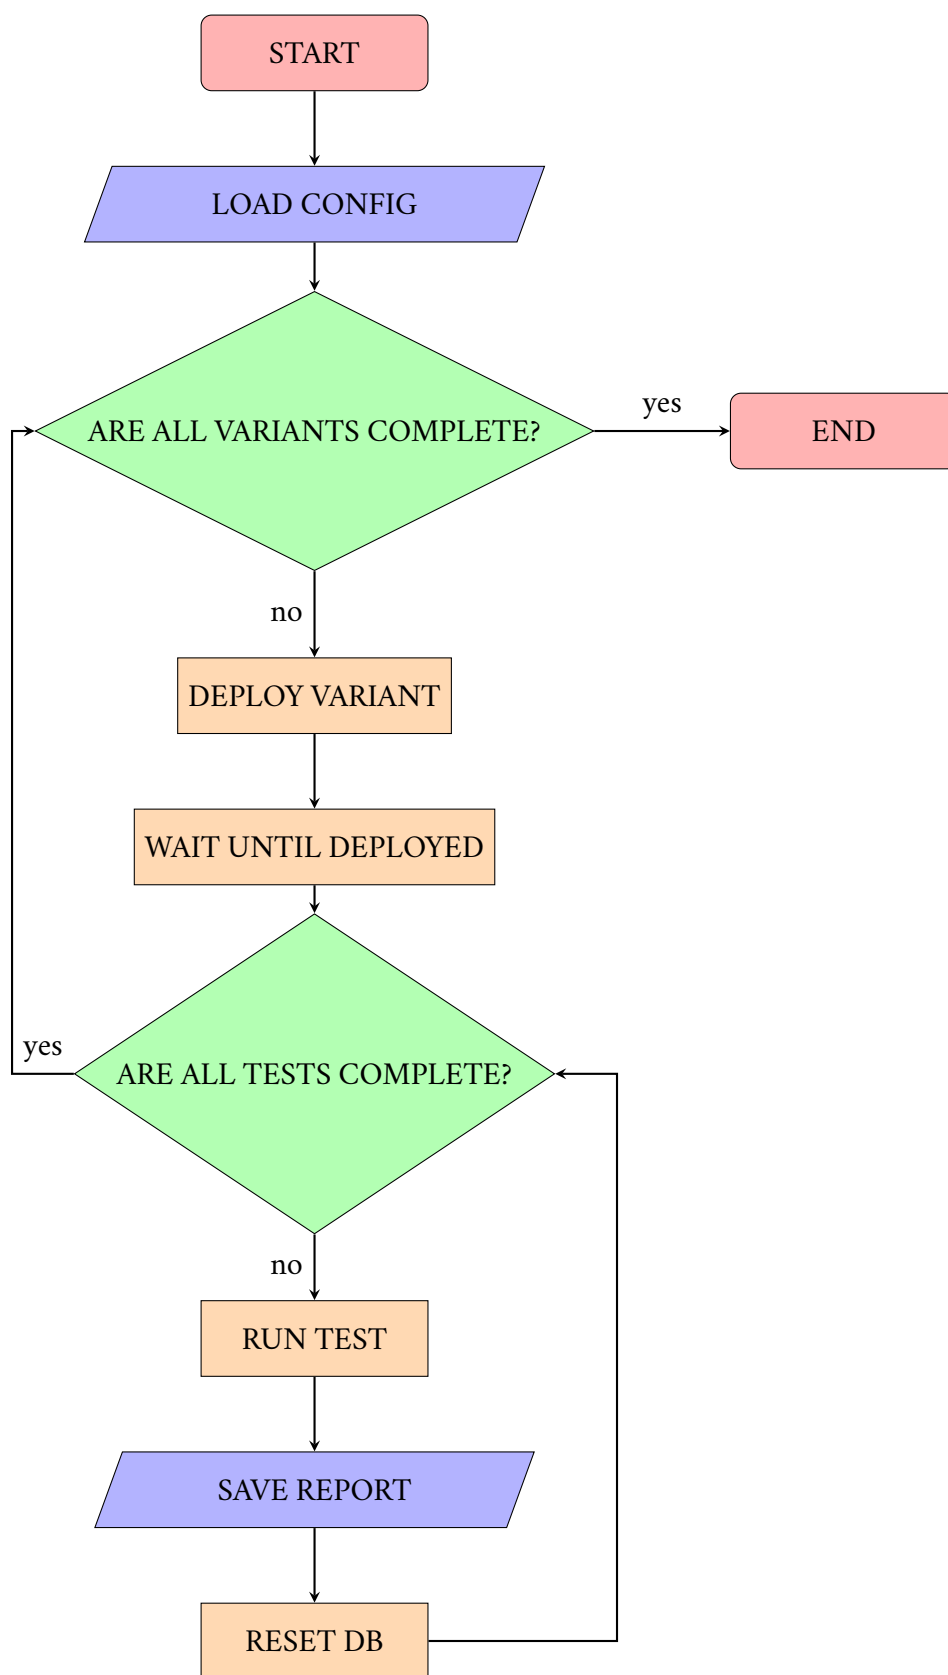 START
LOAD CONFIG
ARE ALL VARIANTS COMPLETE?
yes
END
no
DEPLOY VARIANT
WAIT UNTIL DEPLOYED
yes
ARE ALL TESTS COMPLETE?
no
RUN TEST
SAVE REPORT
RESET DB